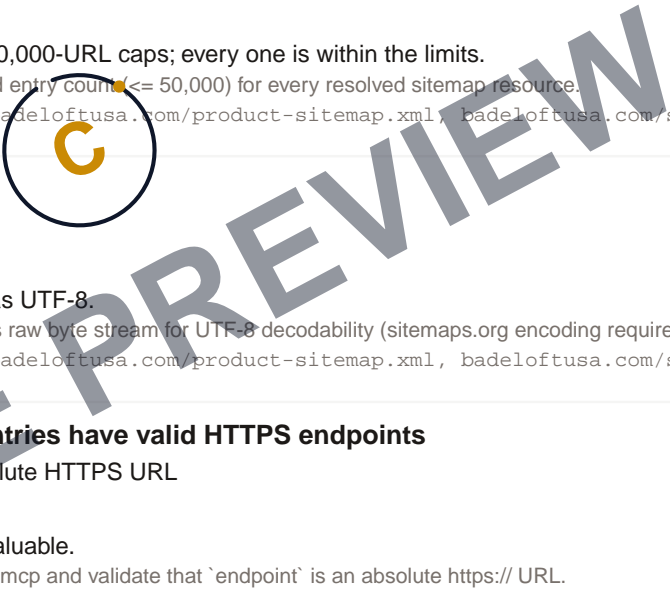 0,000-URL caps; every one is within the limits.
d entry count (<= 50,000) for every resolved sitemap resource.
adeloftusa.com/product-sitemap.xml, badeloftusa.com/s
C
PREVIEW
s UTF-8.
s raw byte stream for UTF-8 decodability (sitemaps.org encoding require
adeloftusa.com/product-sitemap.xml, badeloftusa.com/s
ntries have valid HTTPS endpoints
lute HTTPS URL
aluable.
mcp and validate that `endpoint` is an absolute https:// URL.